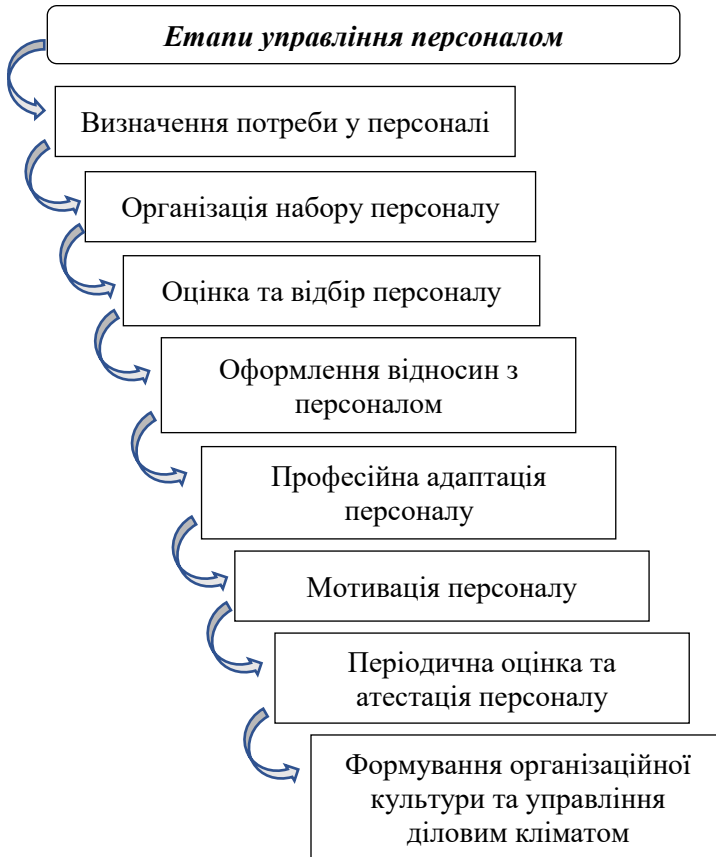 Етапи управління персоналом
Визначення потреби у персоналі
Організація набору персоналу
Оцінка та відбір персоналу
Оформлення відносин з
персоналом
Професійна адаптація
персоналу
Мотивація персоналу
Періодична оцінка та
атестація персоналу
Формування організаційної
культури та управління
діловим кліматом